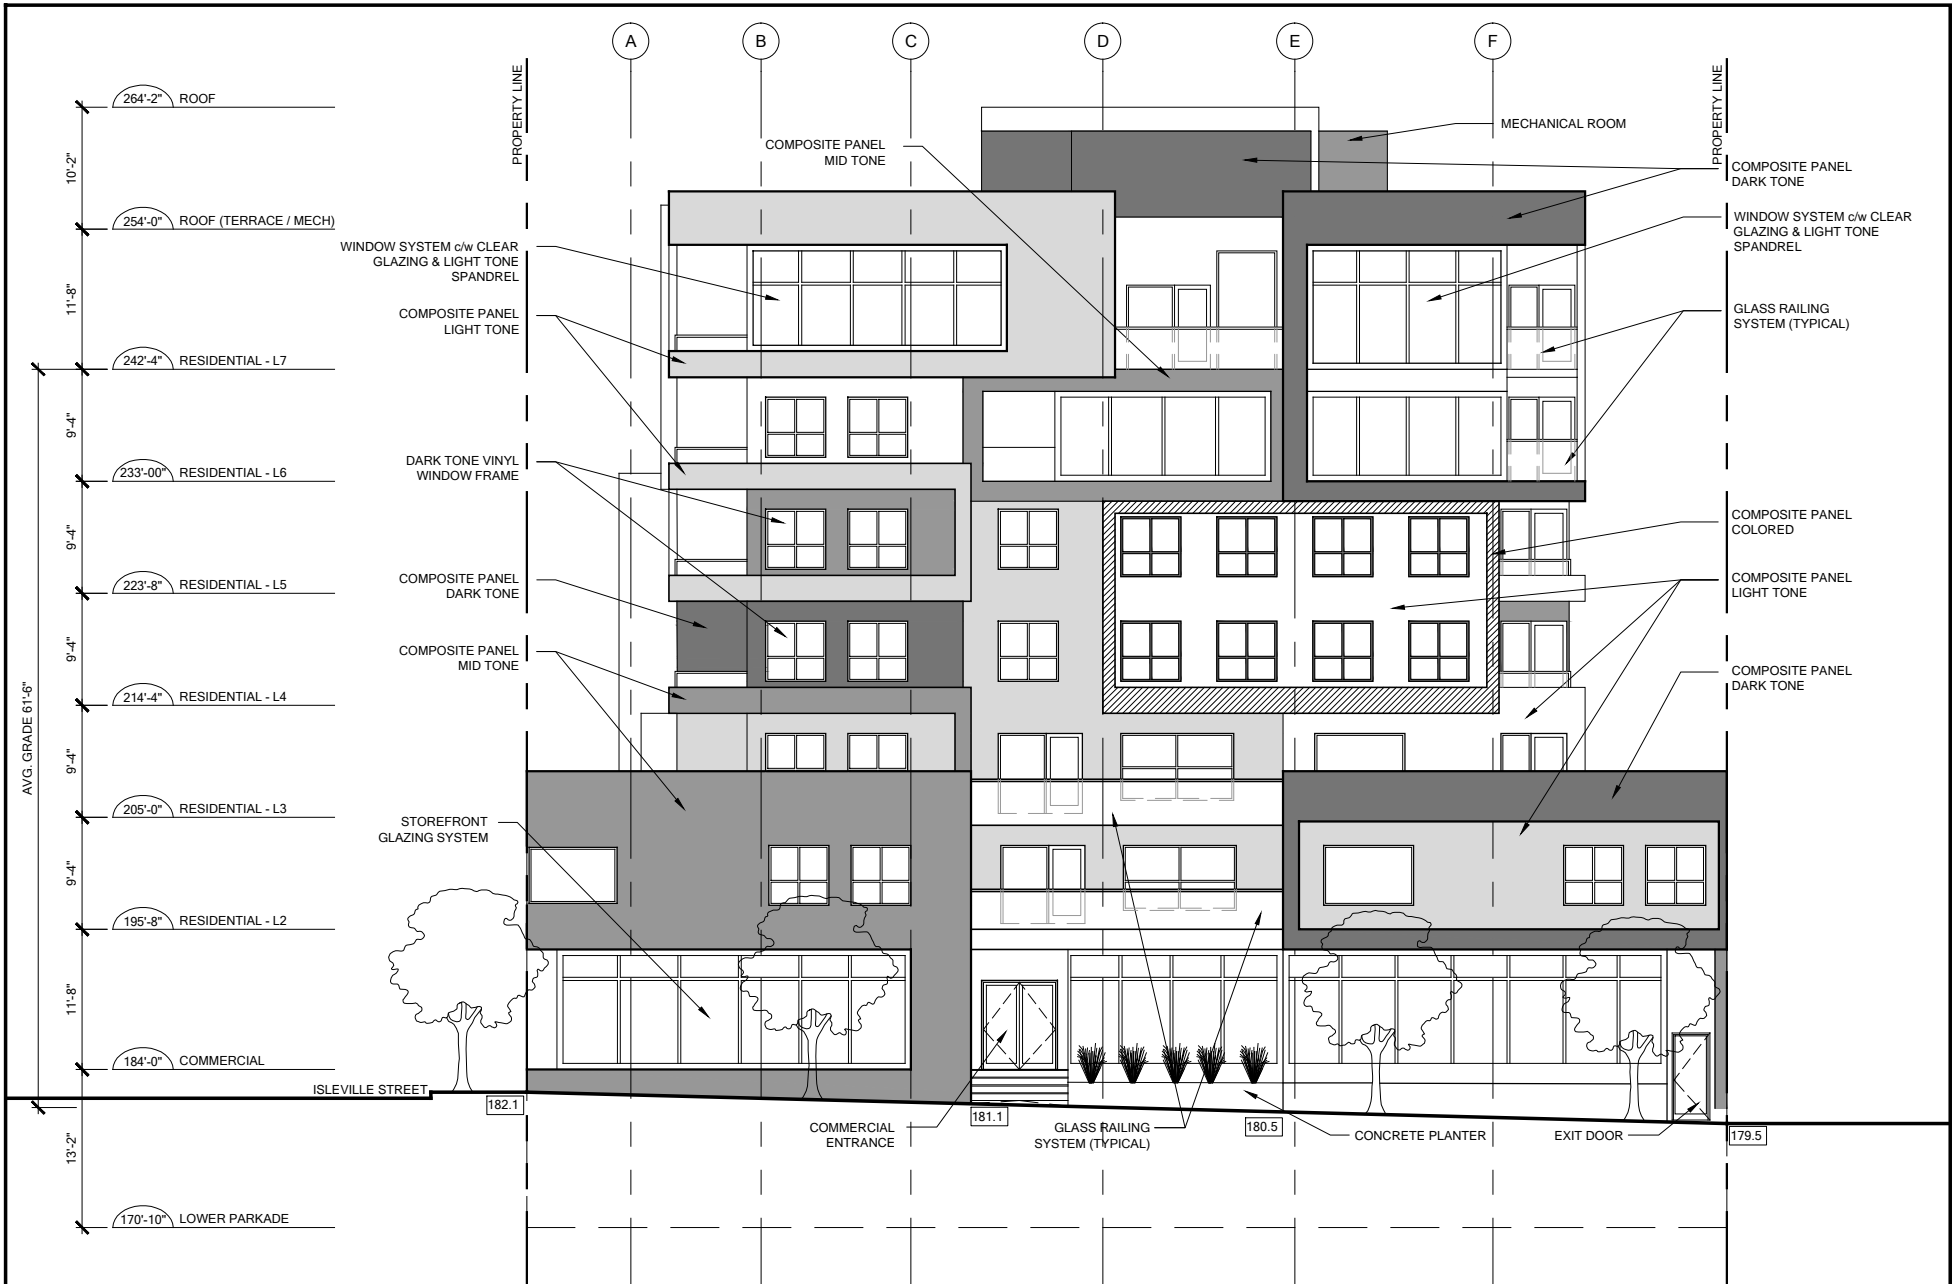 A
B
C
D
E
F
PROPERTY LINE
PROPERTY LINE
264'-2" ROOF
10'-2"
254'-0" ROOF (TERRACE / MECH)
11'-8"
242'-4" RESIDENTIAL - L7
9'-4"
233'-00" RESIDENTIAL - L6
9'-4"
223'-8" RESIDENTIAL - L5
9'-4"
214'-4" RESIDENTIAL - L4
9'-4"
205'-0" RESIDENTIAL - L3
9'-4"
195'-8" RESIDENTIAL - L2
11'-8"
184'-0" COMMERCIAL
13'-2"
170'-10" LOWER PARKADE
AVG. GRADE 61'-6"
ISLEVILLE STREET
COMPOSITE PANEL
MID TONE
WINDOW SYSTEM c/w CLEAR
GLAZING & LIGHT TONE
SPANDREL
COMPOSITE PANEL
LIGHT TONE
DARK TONE VINYL
WINDOW FRAME
COMPOSITE PANEL
DARK TONE
COMPOSITE PANEL
MID TONE
STOREFRONT
GLAZING SYSTEM
MECHANICAL ROOM
COMPOSITE PANEL
DARK TONE
WINDOW SYSTEM c/w CLEAR
GLAZING & LIGHT TONE
SPANDREL
GLASS RAILING
SYSTEM (TYPICAL)
COMPOSITE PANEL
COLORED
COMPOSITE PANEL
LIGHT TONE
COMPOSITE PANEL
DARK TONE
182.1
181.1
180.5
179.5
COMMERCIAL
ENTRANCE
GLASS RAILING
SYSTEM (TYPICAL)
CONCRETE PLANTER
EXIT DOOR